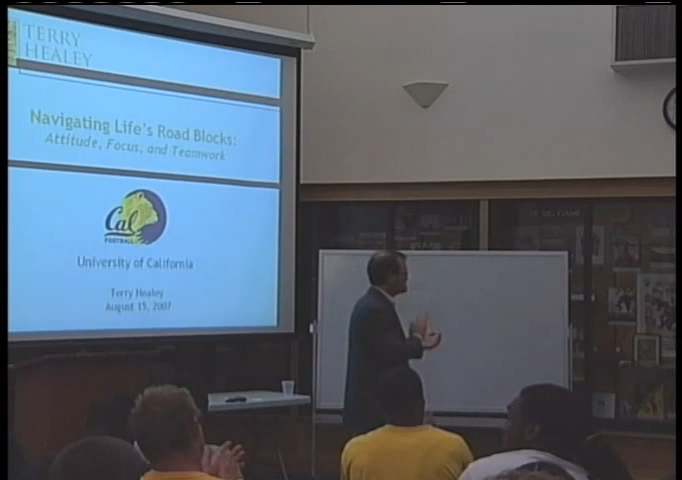 TERRY
HEALEY
Navigating Life's Road Blocks:
Attitude, Focus, and Teamwork
Cal
FOOTBALL
University of California
Terry Healey
August 15, 2007